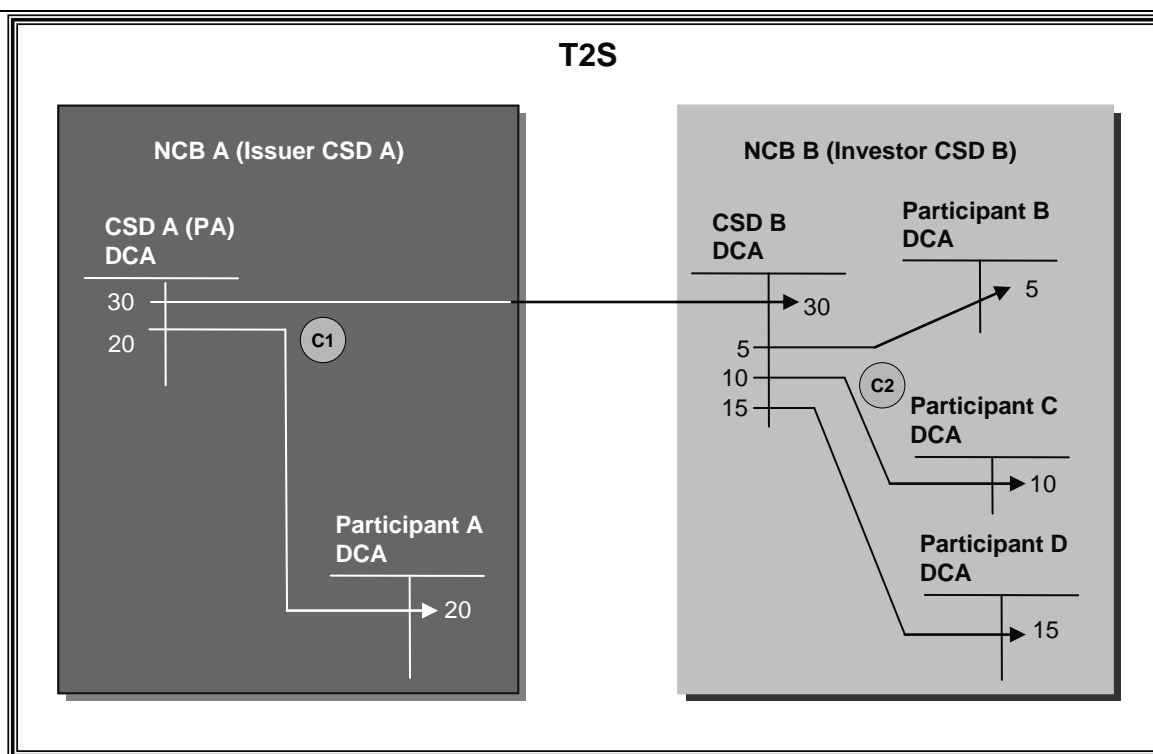 T2S
NCB A (Issuer CSD A)
CSD A (PA)
DCA
30
20
C1
Participant A
DCA
20
NCB B (Investor CSD B)
CSD B
DCA
30
5
10
15
C2
Participant B
DCA
5
Participant C
DCA
10
Participant D
DCA
15